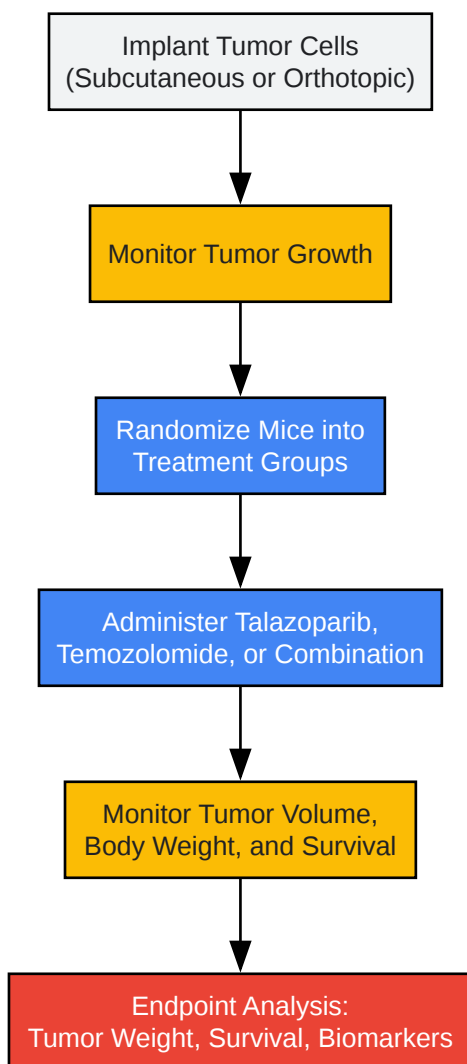 Implant Tumor Cells
(Subcutaneous or Orthotopic)
Monitor Tumor Growth
Randomize Mice into
Treatment Groups
Administer Talazoparib,
Temozolomide, or Combination
Monitor Tumor Volume,
Body Weight, and Survival
Endpoint Analysis:
Tumor Weight, Survival, Biomarkers